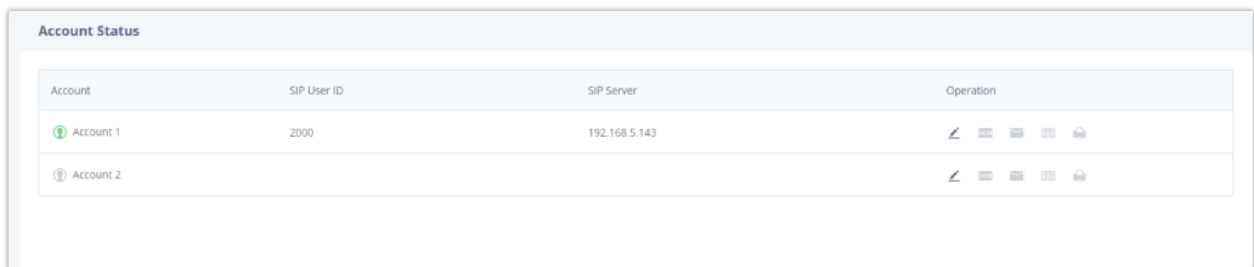 Account Status
Account SIP User ID SIP Server Operation
Account 1 2000 192.168.5.143
Account 2